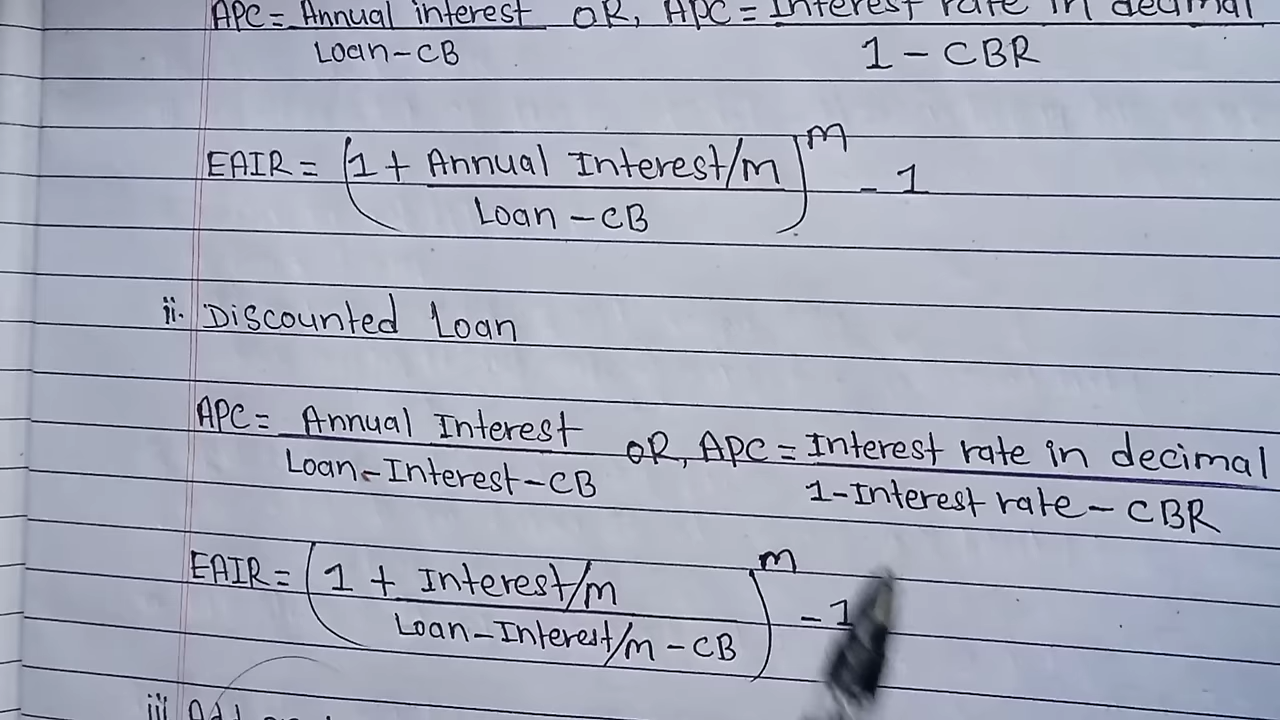 APC = Annual interest / Loan-CB OR, APC = Interest rate in decimal / 1 - CBR
EAIR = (1 + Annual Interest/m / Loan - CB)^m - 1
ii. Discounted Loan
APC = Annual Interest / Loan-Interest-CB OR, APC = Interest rate in decimal / 1-Interest rate - CBR
EAIR = (1 + Interest/m / Loan-Interest/m - CB)^m - 1
iii